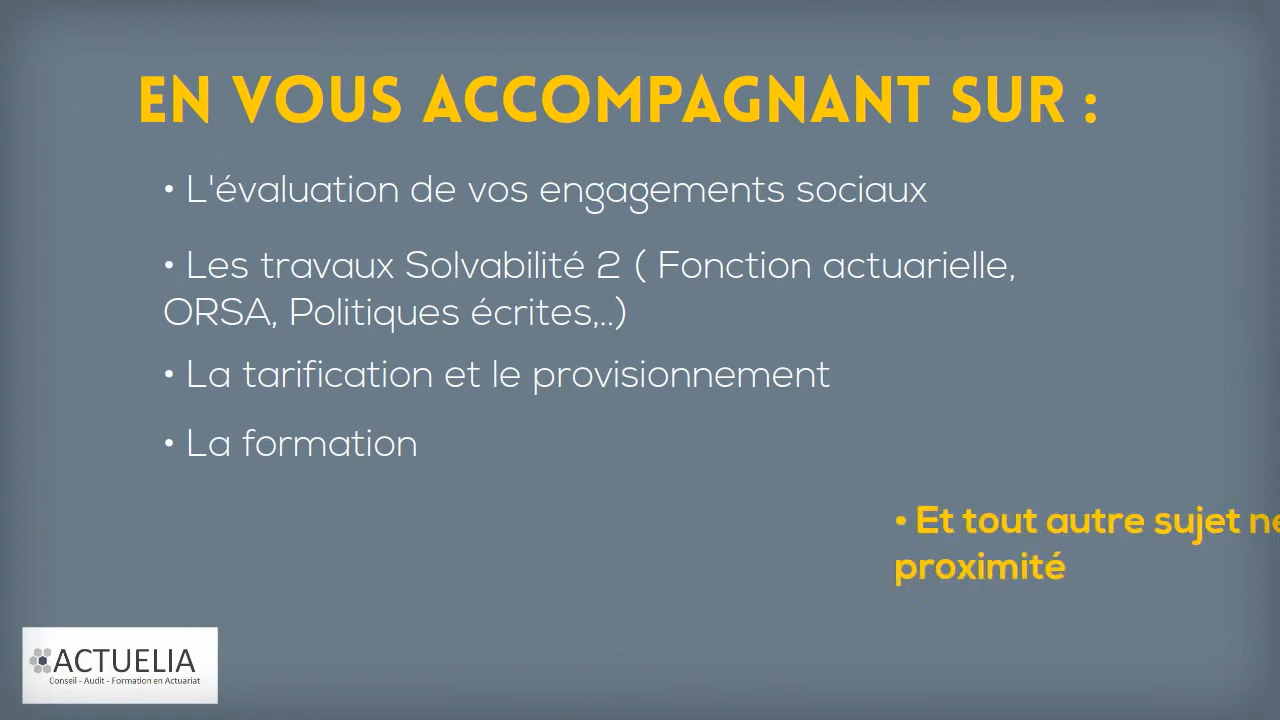 EN VOUS ACCOMPAGNANT SUR :
• L'évaluation de vos engagements sociaux
• Les travaux Solvabilité 2 ( Fonction actuarielle,
ORSA, Politiques écrites,..)
• La tarification et le provisionnement
• La formation
• Et tout autre sujet
proximité
ACTUELIA
Conseil - Audit - Formation en Actuariat